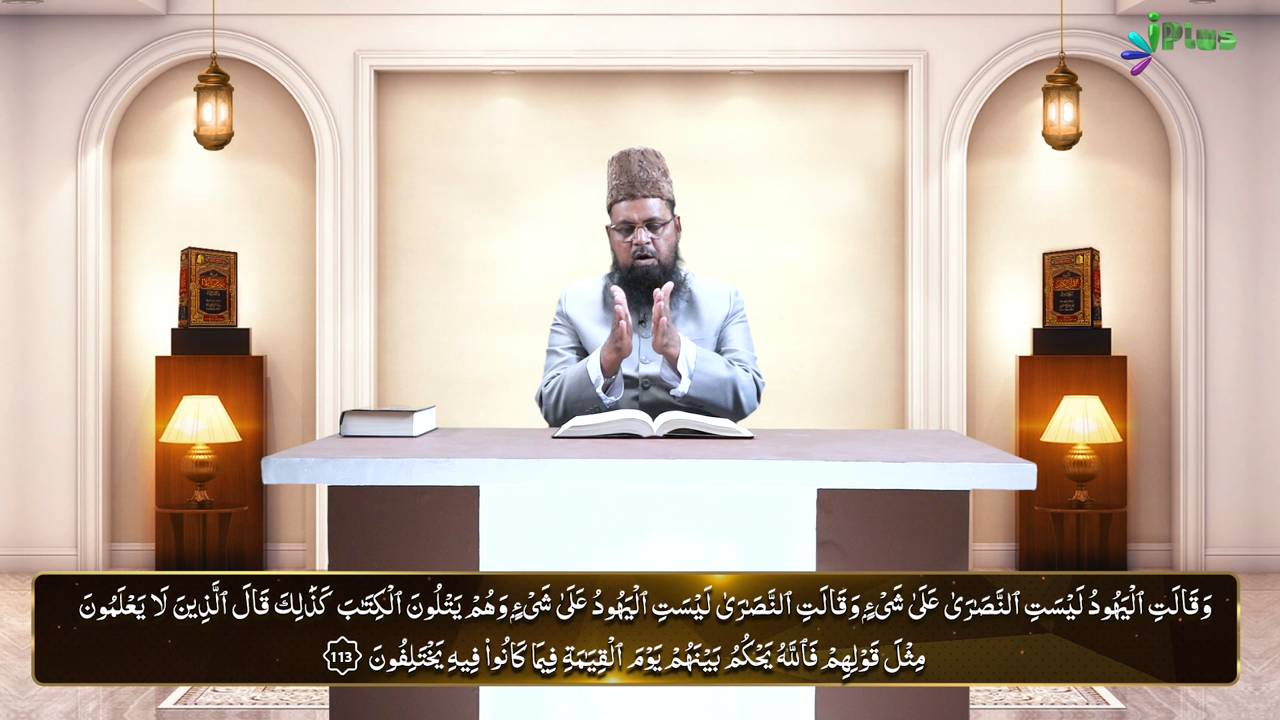 iPlus
وَقَالَتِ ٱلْيَهُودُ لَيْسَتِ ٱلنَّصَٰرَىٰ عَلَىٰ شَىْءٍ وَقَالَتِ ٱلنَّصَٰرَىٰ لَيْسَتِ ٱلْيَهُودُ عَلَىٰ شَىْءٍ وَهُمْ يَتْلُونَ ٱلْكِتَٰبَ كَذَٰلِكَ قَالَ ٱلَّذِينَ لَا يَعْلَمُونَ
مِثْلَ قَوْلِهِمْ فَٱللَّهُ يَحْكُمُ بَيْنَهُمْ يَوْمَ ٱلْقِيَٰمَةِ فِيمَا كَانُوا۟ فِيهِ يَخْتَلِفُونَ 113